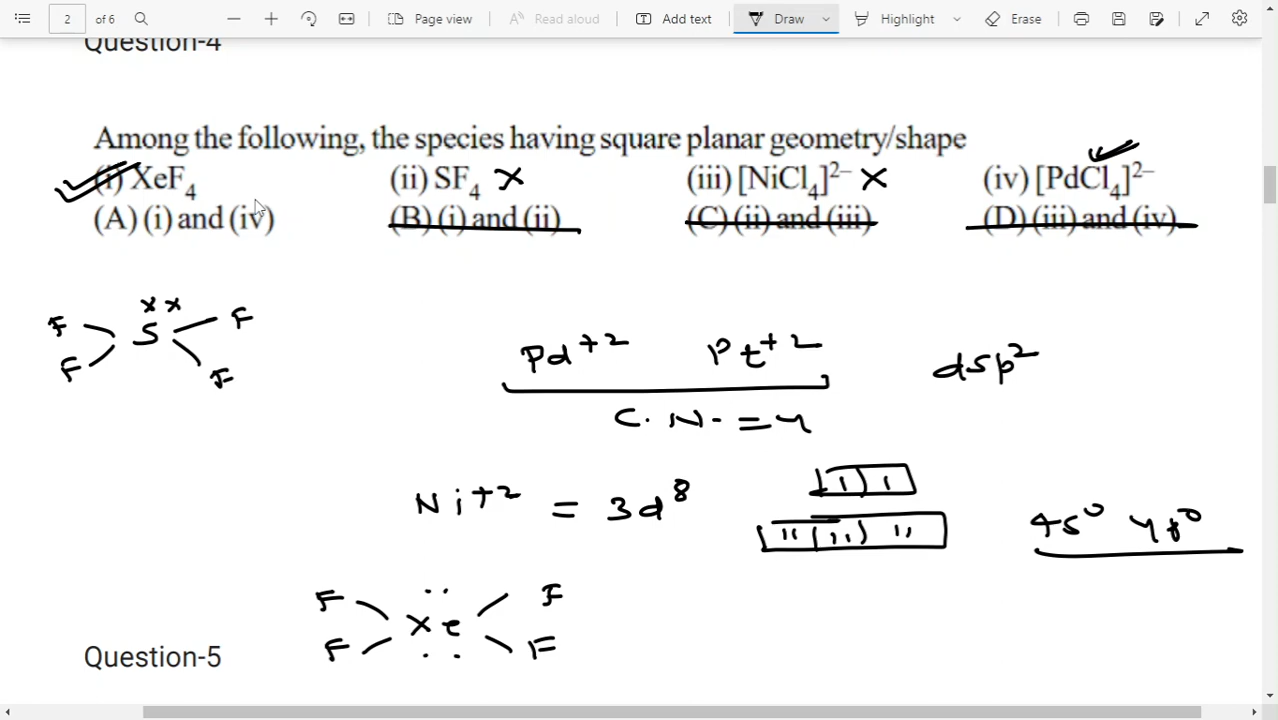 2 of 6 Page view Read aloud Add text Draw Highlight Erase
Question-4
Among the following, the species having square planar geometry/shape
(i) XeF₄ (ii) SF₄ × (iii) [NiCl₄]²⁻ × (iv) [PdCl₄]²⁻
(A) (i) and (iv) (B) (i) and (ii) (C) (ii) and (iii) (D) (iii) and (iv)
×× 
F S F
F F
Pd⁺² Pt⁺² dsp²
C. N. = 4
Ni⁺² = 3d⁸
4s⁰ 4p⁰
F Xe F
F F
Question-5